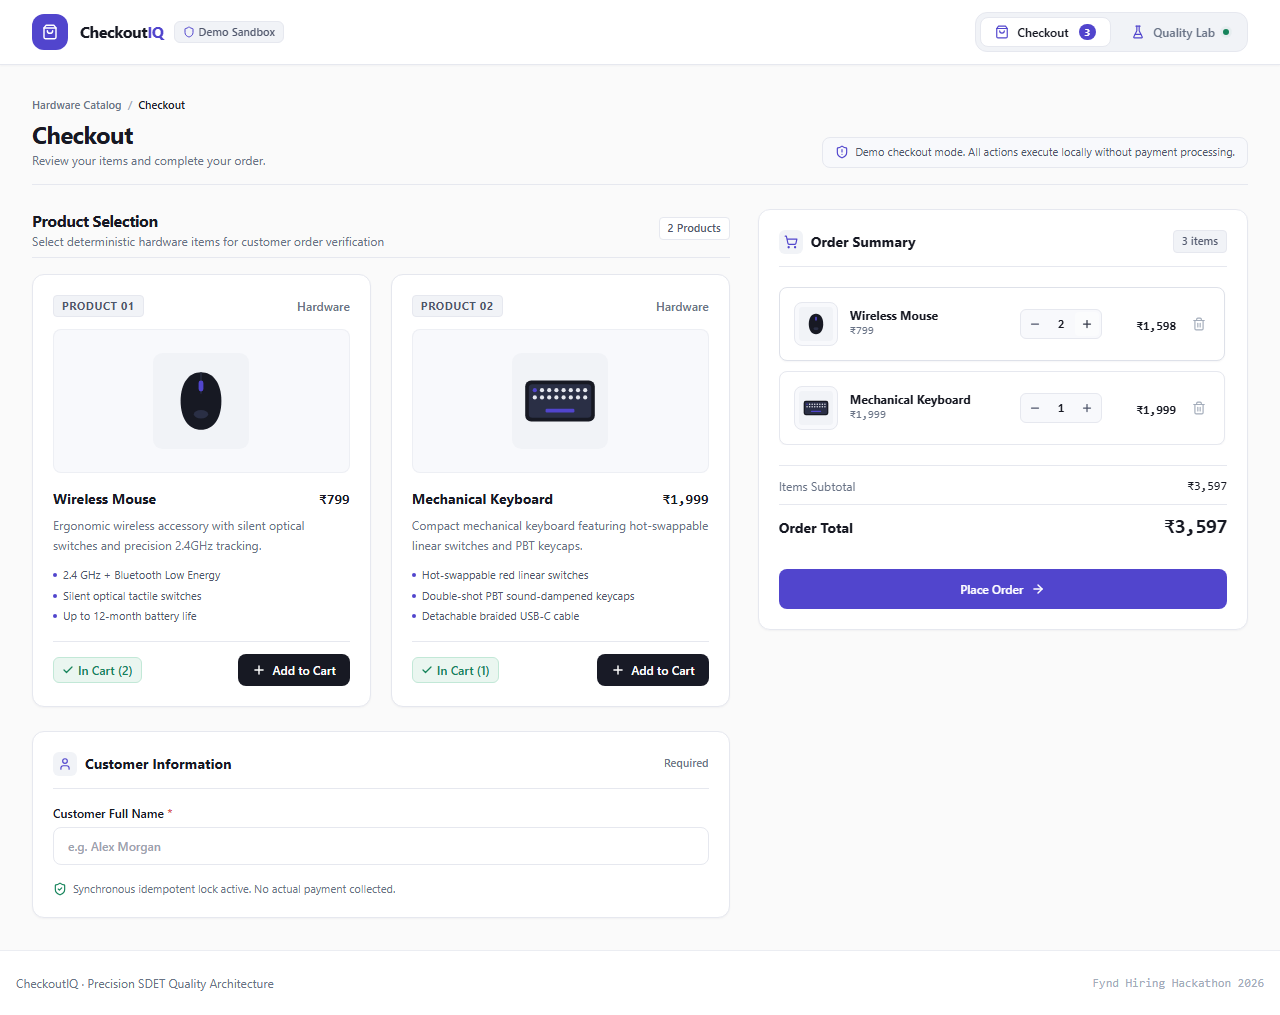 CheckoutIQ
Demo Sandbox
Checkout 3
Quality Lab
Hardware Catalog / Checkout
Checkout
Review your items and complete your order.
Demo checkout mode. All actions execute locally without payment processing.
Product Selection
Select deterministic hardware items for customer order verification
2 Products
PRODUCT 01
Hardware
Wireless Mouse
₹799
Ergonomic wireless accessory with silent optical
switches and precision 2.4GHz tracking.
2.4 GHz + Bluetooth Low Energy
Silent optical tactile switches
Up to 12-month battery life
In Cart (2)
+ Add to Cart
PRODUCT 02
Hardware
Mechanical Keyboard
₹1,999
Compact mechanical keyboard featuring hot-swappable
linear switches and PBT keycaps.
Hot-swappable red linear switches
Double-shot PBT sound-dampened keycaps
Detachable braided USB-C cable
In Cart (1)
+ Add to Cart
Customer Information
Required
Customer Full Name *
e.g. Alex Morgan
Synchronous idempotent lock active. No actual payment collected.
Order Summary
3 items
Wireless Mouse
₹799
− 2 +
₹1,598
Mechanical Keyboard
₹1,999
− 1 +
₹1,999
Items Subtotal
₹3,597
Order Total
₹3,597
Place Order →
CheckoutIQ · Precision SDET Quality Architecture
Fynd Hiring Hackathon 2026